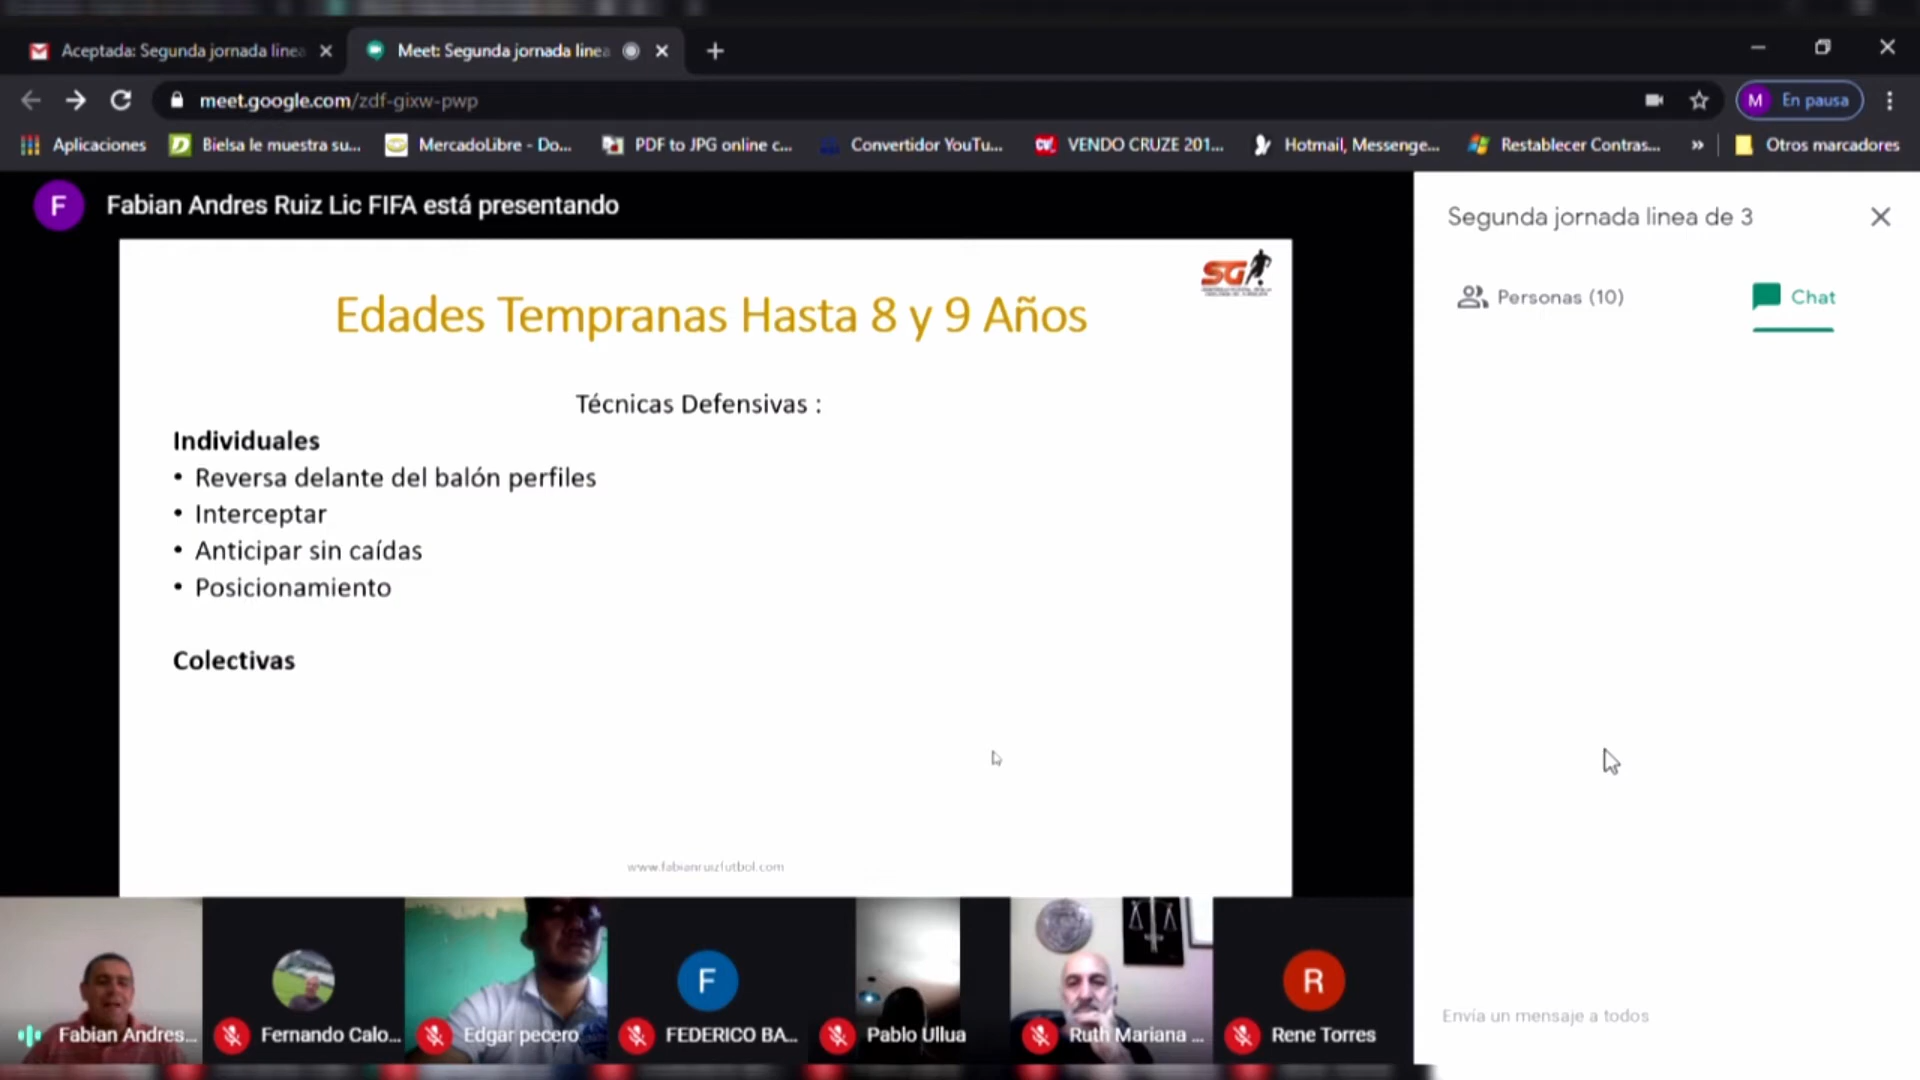 Aceptada: Segunda jornada linea
Meet: Segunda jornada linea
meet.google.com/zdf-gixw-pwp
M
En pausa
Aplicaciones
Bielsa le muestra su...
MercadoLibre - Do...
PDF to JPG online c...
Convertidor YouTu...
VENDO CRUZE 201...
Hotmail, Messenge...
Restablecer Contras...
»
Otros marcadores
F
Fabian Andres Ruiz Lic FIFA está presentando
Segunda jornada linea de 3
Personas (10)
Chat
SG
Edades Tempranas Hasta 8 y 9 Años
Técnicas Defensivas :
Individuales
• Reversa delante del balón perfiles
• Interceptar
• Anticipar sin caídas
• Posicionamiento
Colectivas
www.fabianruizfutbol.com
Envía un mensaje a todos
F
R
Fabian Andres...
Fernando Calo...
Edgar pecero
FEDERICO BA...
Pablo Ullua
Ruth Mariana ...
Rene Torres